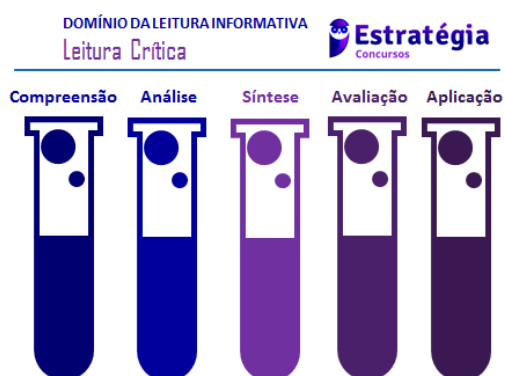 DOMÍNIO DA LEITURA INFORMATIVA
Leitura Crítica
Estratégia
Concursos
Compreensão Análise Síntese Avaliação Aplicação